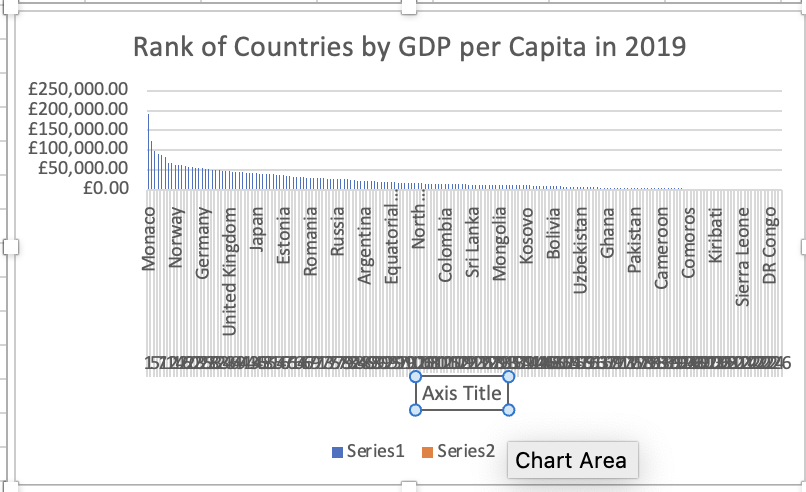 Rank of Countries by GDP per Capita in 2019
£250,000.00
£200,000.00
£150,000.00
£100,000.00
£50,000.00
£0.00
Monaco
Norway
Germany
United Kingdom
Japan
Estonia
Romania
Russia
Argentina
Equatorial...
North...
Colombia
Sri Lanka
Mongolia
Kosovo
Bolivia
Uzbekistan
Ghana
Pakistan
Cameroon
Comoros
Kiribati
Sierra Leone
DR Congo
Axis Title
Series1 Series2
Chart Area